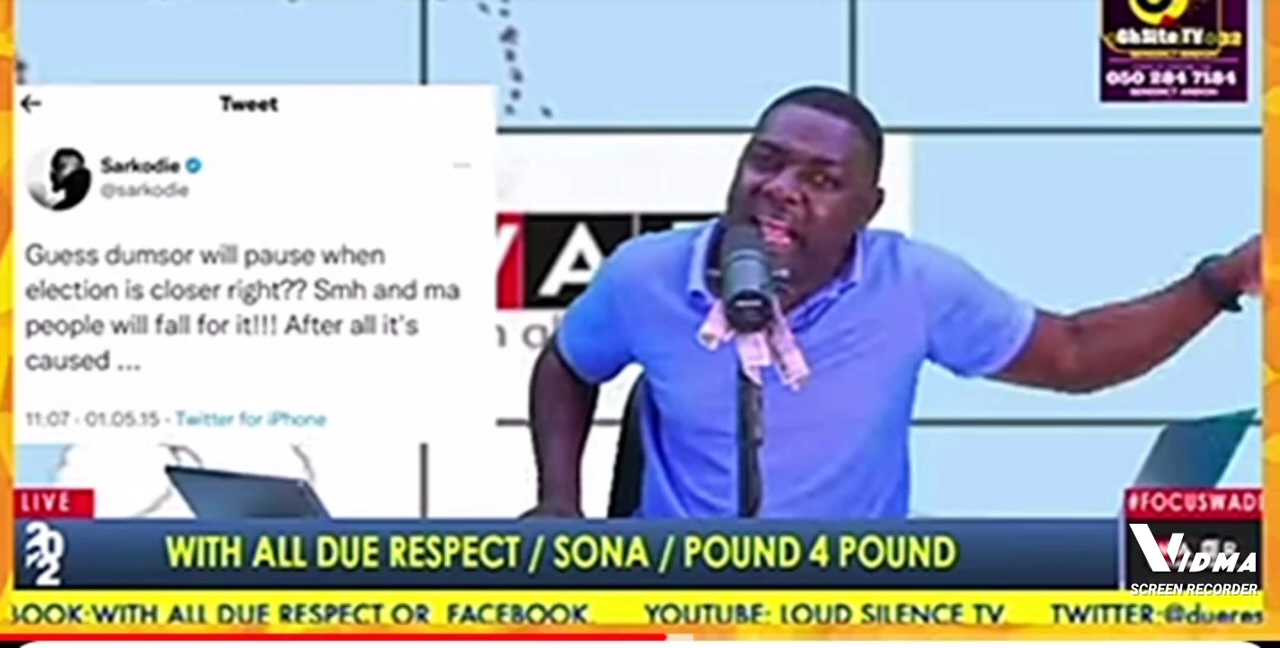 GhSite TV
050 284 7184
Tweet
Sarkodie
@sarkodie
Guess dumsor will pause when
election is closer right?? Smh and ma
people will fall for it!!! After all it's
caused ...
11:07 · 01.05.15 · Twitter for iPhone
LIVE
#FOCUSWAD
2022
WITH ALL DUE RESPECT / SONA / POUND 4 POUND
VIDMA
SCREEN RECORDER
BOOK:WITH ALL DUE RESPECT OR FACEBOOK. YOUTUBE: LOUD SILENCE TV TWITTER:@dueres